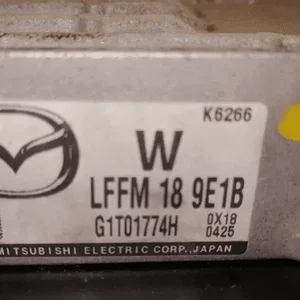 K6266
W
LFFM 18 9E1B
G1T01774H 0X18
0425
MITSUBISHI ELECTRIC CORP., JAPAN